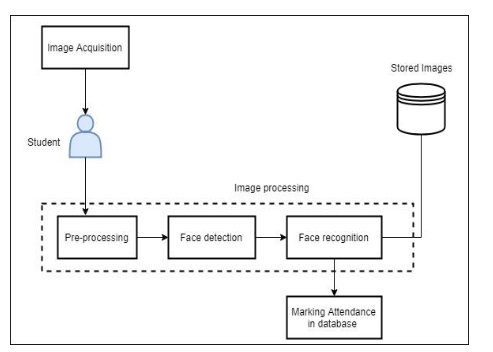 Image Acquisition
Stored Images
Student
Image processing
Pre-processing
Face detection
Face recognition
Marking Attendance
in database